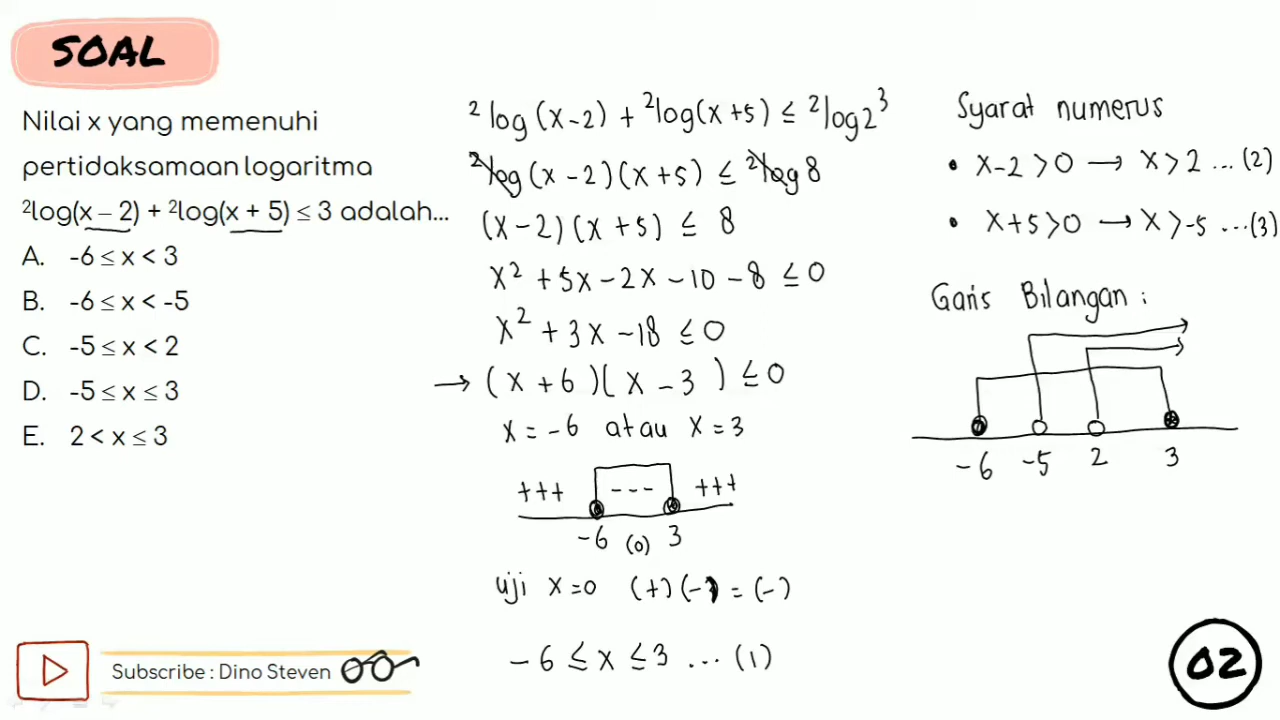 SOAL
Nilai x yang memenuhi
pertidaksamaan logaritma
²log(x – 2) + ²log(x + 5) ≤ 3 adalah...
A. -6 ≤ x < 3
B. -6 ≤ x < -5
C. -5 ≤ x < 2
D. -5 ≤ x ≤ 3
E. 2 < x ≤ 3
²log (x-2) + ²log(x+5) ≤ ²log2³
²log (x-2)(x+5) ≤ ²log 8
(x-2)(x+5) ≤ 8
x² + 5x - 2x - 10 - 8 ≤ 0
x² + 3x - 18 ≤ 0
→ (x+6)(x-3) ≤ 0
x = -6 atau x = 3
+++ --- +++
-6 (0) 3
uji x=0 (+)(-) = (-)
-6 ≤ x ≤ 3 ... (1)
Syarat numerus
• x-2 > 0 → x > 2 ... (2)
• x+5 > 0 → x > -5 ... (3)
Garis Bilangan :
-6 -5 2 3
Subscribe : Dino Steven
02